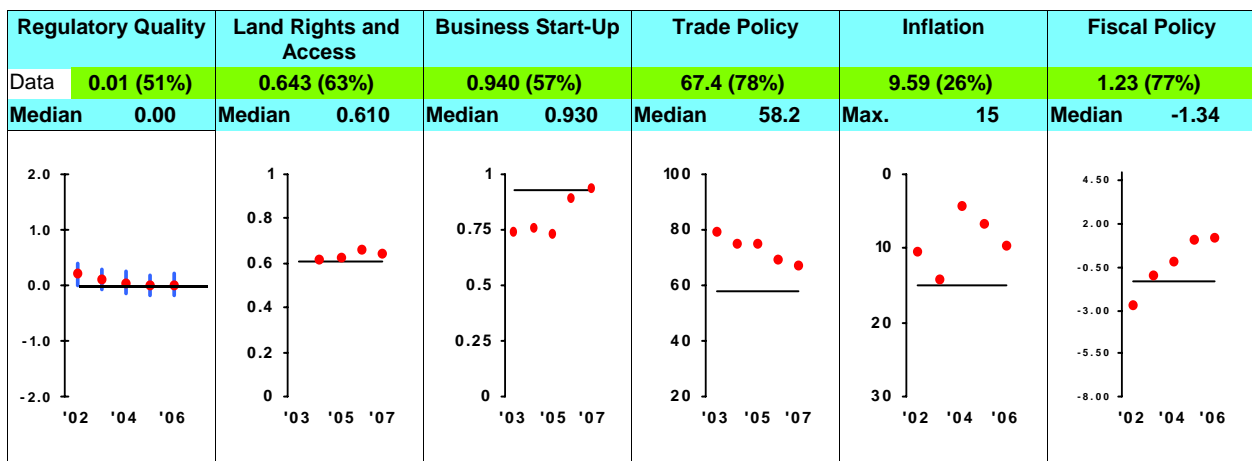 Regulatory Quality
Land Rights and
Access
Business Start-Up
Trade Policy
Inflation
Fiscal Policy
Data 0.01 (51%)
0.643 (63%)
0.940 (57%)
67.4 (78%)
9.59 (26%)
1.23 (77%)
Median 0.00
Median 0.610
Median 0.930
Median 58.2
Max. 15
Median -1.34
2.0
1.0
0.0
-1.0
-2.0
'02 '04 '06
1
0.8
0.6
0.4
0.2
0
'03 '05 '07
1
0.75
0.5
0.25
0
'03 '05 '07
100
80
60
40
20
'03 '05 '07
0
10
20
30
'02 '04 '06
4.50
2.00
-0.50
-3.00
-5.50
-8.00
'02 '04 '06